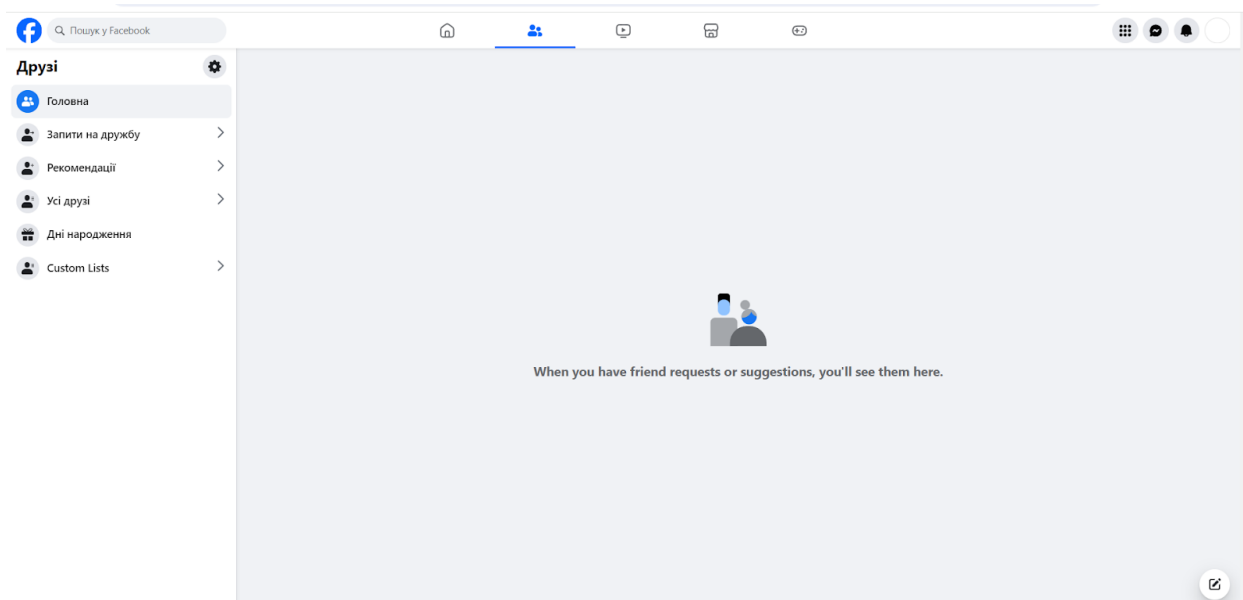 Пошук у Facebook
Друзі
Головна
Запити на дружбу
Рекомендації
Усі друзі
Дні народження
Custom Lists
When you have friend requests or suggestions, you'll see them here.